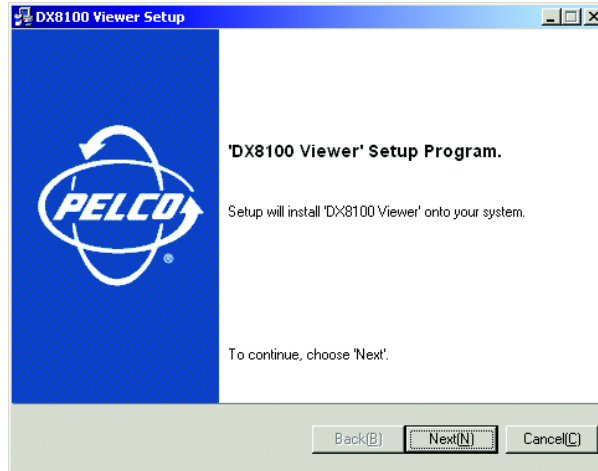 DX8100 Viewer Setup
PELCO
®
'DX8100 Viewer' Setup Program.
Setup will install 'DX8100 Viewer' onto your system.
To continue, choose 'Next'.
Back(B) Next(N) Cancel(C)